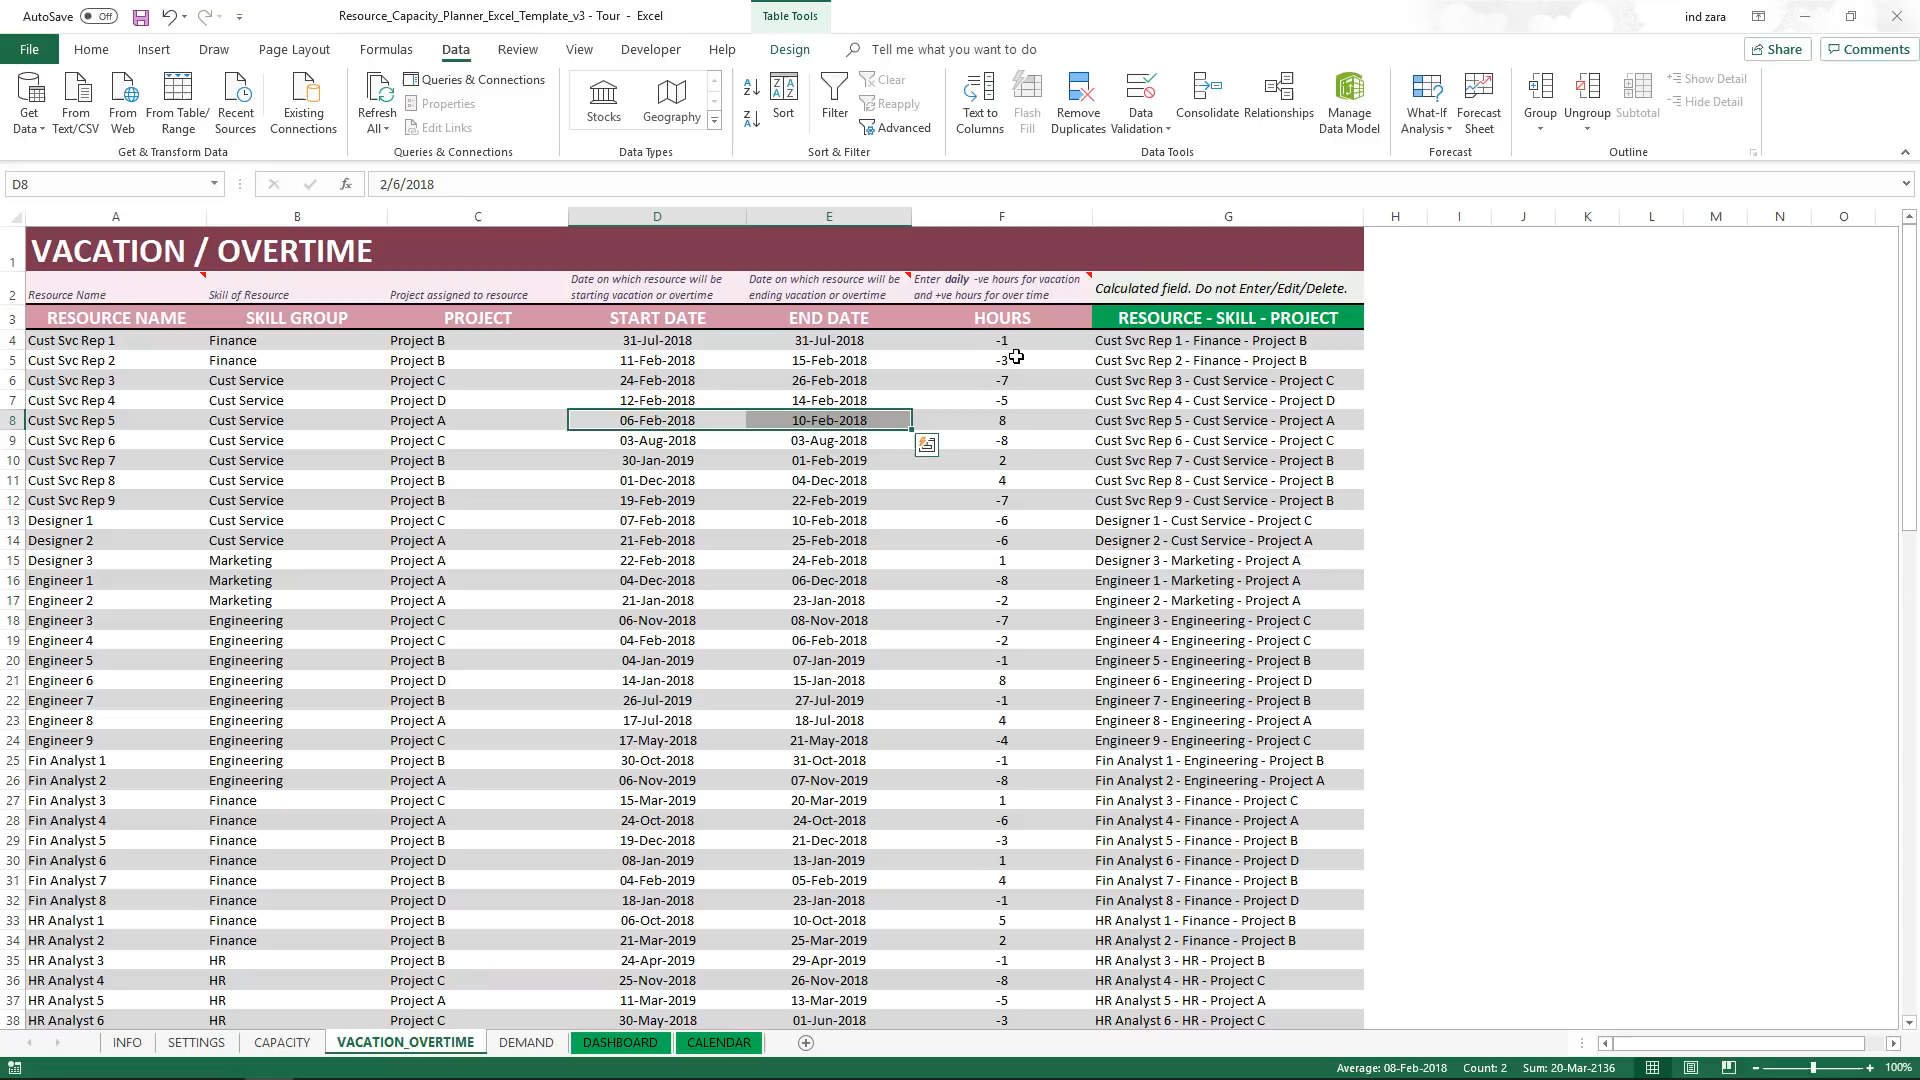 AutoSave Off Resource_Capacity_Planner_Excel_Template_v3 - Tour - Excel Table Tools ind zara
File Home Insert Draw Page Layout Formulas Data Review View Developer Help Design Tell me what you want to do Share Comments
Get Data From Text/CSV From Web From Table/ Range Recent Sources Existing Connections
Get & Transform Data
Refresh All Queries & Connections Properties Edit Links
Queries & Connections
Stocks Geography
Data Types
Sort Filter Clear Reapply Advanced
Sort & Filter
Text to Columns Flash Fill Remove Duplicates Data Validation Consolidate Relationships Manage Data Model
Data Tools
What-If Analysis Forecast Sheet
Forecast
Group Ungroup Subtotal Show Detail Hide Detail
Outline
D8 fx 2/6/2018
A B C D E F G H I J K L M N O
1 VACATION / OVERTIME
2 Resource Name Skill of Resource Project assigned to resource Date on which resource will be starting vacation or overtime Date on which resource will be ending vacation or overtime Enter daily -ve hours for vacation and +ve hours for over time Calculated field. Do not Enter/Edit/Delete.
3 RESOURCE NAME SKILL GROUP PROJECT START DATE END DATE HOURS RESOURCE - SKILL - PROJECT
4 Cust Svc Rep 1 Finance Project B 31-Jul-2018 31-Jul-2018 -1 Cust Svc Rep 1 - Finance - Project B
5 Cust Svc Rep 2 Finance Project B 11-Feb-2018 15-Feb-2018 -3 Cust Svc Rep 2 - Finance - Project B
6 Cust Svc Rep 3 Cust Service Project C 24-Feb-2018 26-Feb-2018 -7 Cust Svc Rep 3 - Cust Service - Project C
7 Cust Svc Rep 4 Cust Service Project D 12-Feb-2018 14-Feb-2018 -5 Cust Svc Rep 4 - Cust Service - Project D
8 Cust Svc Rep 5 Cust Service Project A 06-Feb-2018 10-Feb-2018 8 Cust Svc Rep 5 - Cust Service - Project A
9 Cust Svc Rep 6 Cust Service Project C 03-Aug-2018 03-Aug-2018 -8 Cust Svc Rep 6 - Cust Service - Project C
10 Cust Svc Rep 7 Cust Service Project B 30-Jan-2019 01-Feb-2019 2 Cust Svc Rep 7 - Cust Service - Project B
11 Cust Svc Rep 8 Cust Service Project B 01-Dec-2018 04-Dec-2018 4 Cust Svc Rep 8 - Cust Service - Project B
12 Cust Svc Rep 9 Cust Service Project B 19-Feb-2019 22-Feb-2019 -7 Cust Svc Rep 9 - Cust Service - Project B
13 Designer 1 Cust Service Project C 07-Feb-2018 10-Feb-2018 -6 Designer 1 - Cust Service - Project C
14 Designer 2 Cust Service Project A 21-Feb-2018 25-Feb-2018 -6 Designer 2 - Cust Service - Project A
15 Designer 3 Marketing Project A 22-Feb-2018 24-Feb-2018 1 Designer 3 - Marketing - Project A
16 Engineer 1 Marketing Project A 04-Dec-2018 06-Dec-2018 -8 Engineer 1 - Marketing - Project A
17 Engineer 2 Marketing Project A 21-Jan-2018 23-Jan-2018 -2 Engineer 2 - Marketing - Project A
18 Engineer 3 Engineering Project C 06-Nov-2018 08-Nov-2018 -7 Engineer 3 - Engineering - Project C
19 Engineer 4 Engineering Project C 04-Feb-2018 06-Feb-2018 -2 Engineer 4 - Engineering - Project C
20 Engineer 5 Engineering Project B 04-Jan-2019 07-Jan-2019 -1 Engineer 5 - Engineering - Project B
21 Engineer 6 Engineering Project D 14-Jan-2018 15-Jan-2018 8 Engineer 6 - Engineering - Project D
22 Engineer 7 Engineering Project B 26-Jul-2019 27-Jul-2019 -1 Engineer 7 - Engineering - Project B
23 Engineer 8 Engineering Project A 17-Jul-2018 18-Jul-2018 4 Engineer 8 - Engineering - Project A
24 Engineer 9 Engineering Project C 17-May-2018 21-May-2018 -4 Engineer 9 - Engineering - Project C
25 Fin Analyst 1 Engineering Project B 30-Oct-2018 31-Oct-2018 -1 Fin Analyst 1 - Engineering - Project B
26 Fin Analyst 2 Engineering Project A 06-Nov-2019 07-Nov-2019 -8 Fin Analyst 2 - Engineering - Project A
27 Fin Analyst 3 Finance Project C 15-Mar-2019 20-Mar-2019 1 Fin Analyst 3 - Finance - Project C
28 Fin Analyst 4 Finance Project A 24-Oct-2018 24-Oct-2018 -6 Fin Analyst 4 - Finance - Project A
29 Fin Analyst 5 Finance Project B 19-Dec-2018 21-Dec-2018 -3 Fin Analyst 5 - Finance - Project B
30 Fin Analyst 6 Finance Project D 08-Jan-2019 13-Jan-2019 1 Fin Analyst 6 - Finance - Project D
31 Fin Analyst 7 Finance Project B 04-Feb-2019 05-Feb-2019 4 Fin Analyst 7 - Finance - Project B
32 Fin Analyst 8 Finance Project D 18-Jan-2018 23-Jan-2018 -1 Fin Analyst 8 - Finance - Project D
33 HR Analyst 1 Finance Project B 06-Oct-2018 10-Oct-2018 5 HR Analyst 1 - Finance - Project B
34 HR Analyst 2 Finance Project B 21-Mar-2019 25-Mar-2019 2 HR Analyst 2 - Finance - Project B
35 HR Analyst 3 HR Project B 24-Apr-2019 29-Apr-2019 -1 HR Analyst 3 - HR - Project B
36 HR Analyst 4 HR Project C 25-Nov-2018 26-Nov-2018 -8 HR Analyst 4 - HR - Project C
37 HR Analyst 5 HR Project A 11-Mar-2019 13-Mar-2019 -5 HR Analyst 5 - HR - Project A
38 HR Analyst 6 HR Project C 30-May-2018 01-Jun-2018 -3 HR Analyst 6 - HR - Project C
INFO SETTINGS CAPACITY VACATION_OVERTIME DEMAND DASHBOARD CALENDAR
Average: 08-Feb-2018 Count: 2 Sum: 20-Mar-2136 100%